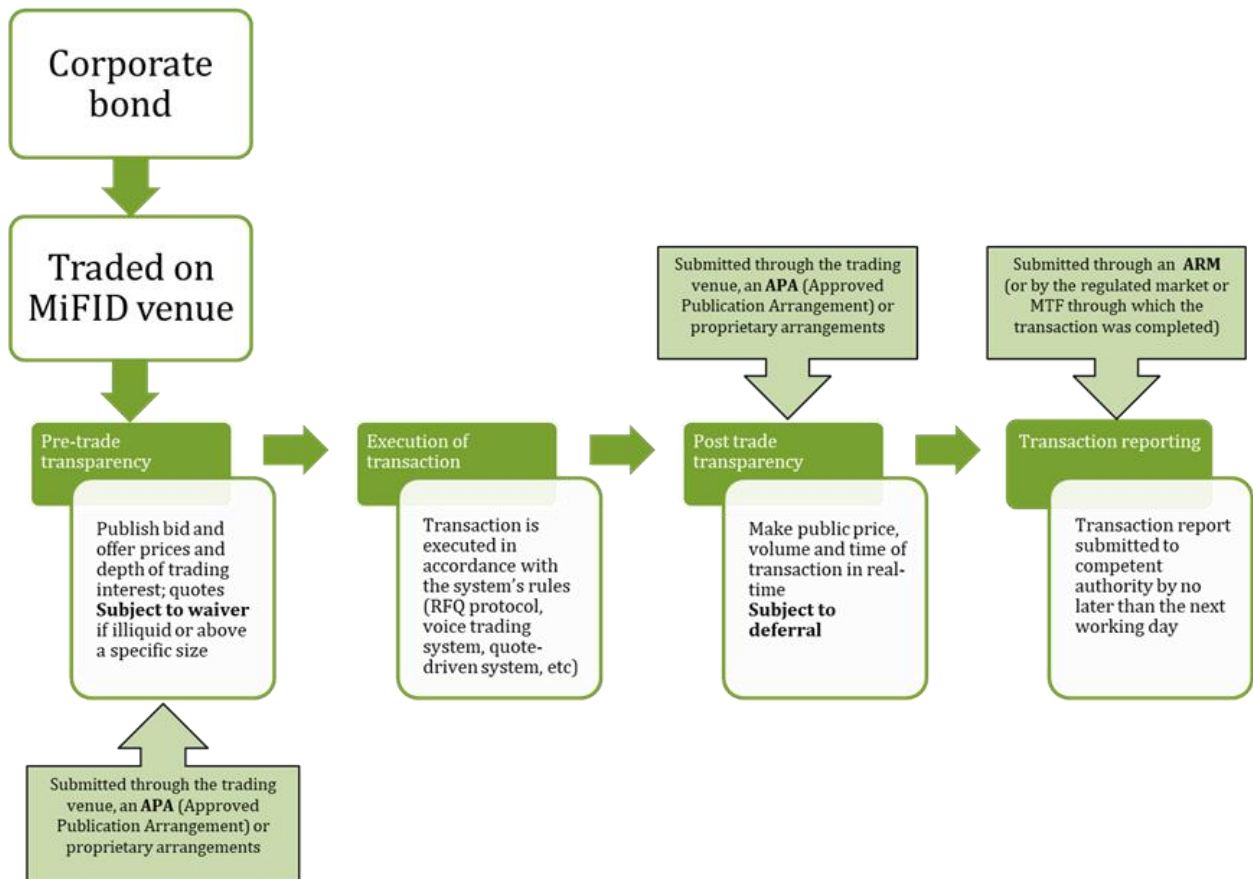 Corporate
bond
Traded on
MiFID venue
Submitted through the trading
venue, an APA (Approved
Publication Arrangement) or
proprietary arrangements
Submitted through an ARM
(or by the regulated market or
MTF through which the
transaction was completed)
Pre-trade
transparency
Publish bid and
offer prices and
depth of trading
interest; quotes
Subject to waiver
if illiquid or above
a specific size
Execution of
transaction
Transaction is
executed in
accordance with
the system's rules
(RFQ protocol,
voice trading
system, quote-
driven system, etc)
Post trade
transparency
Make public price,
volume and time of
transaction in real-
time
Subject to
deferral
Transaction reporting
Transaction report
submitted to
competent
authority by no
later than the next
working day
Submitted through the trading
venue, an APA (Approved
Publication Arrangement) or
proprietary arrangements